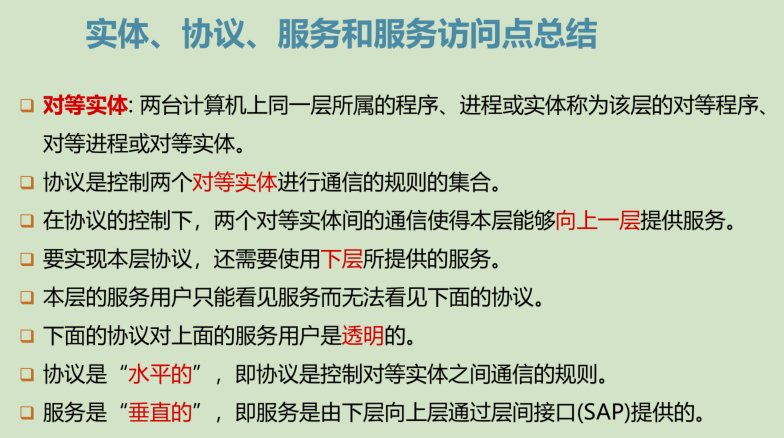 实体、协议、服务和服务访问点总结
对等实体: 两台计算机上同一层所属的程序、进程或实体称为该层的对等程序、
对等进程或对等实体。
协议是控制两个对等实体进行通信的规则的集合。
在协议的控制下，两个对等实体间的通信使得本层能够向上一层提供服务。
要实现本层协议，还需要使用下层所提供的服务。
本层的服务用户只能看见服务而无法看见下面的协议。
下面的协议对上面的服务用户是透明的。
协议是“水平的”，即协议是控制对等实体之间通信的规则。
服务是“垂直的”，即服务是由下层向上层通过层间接口(SAP)提供的。